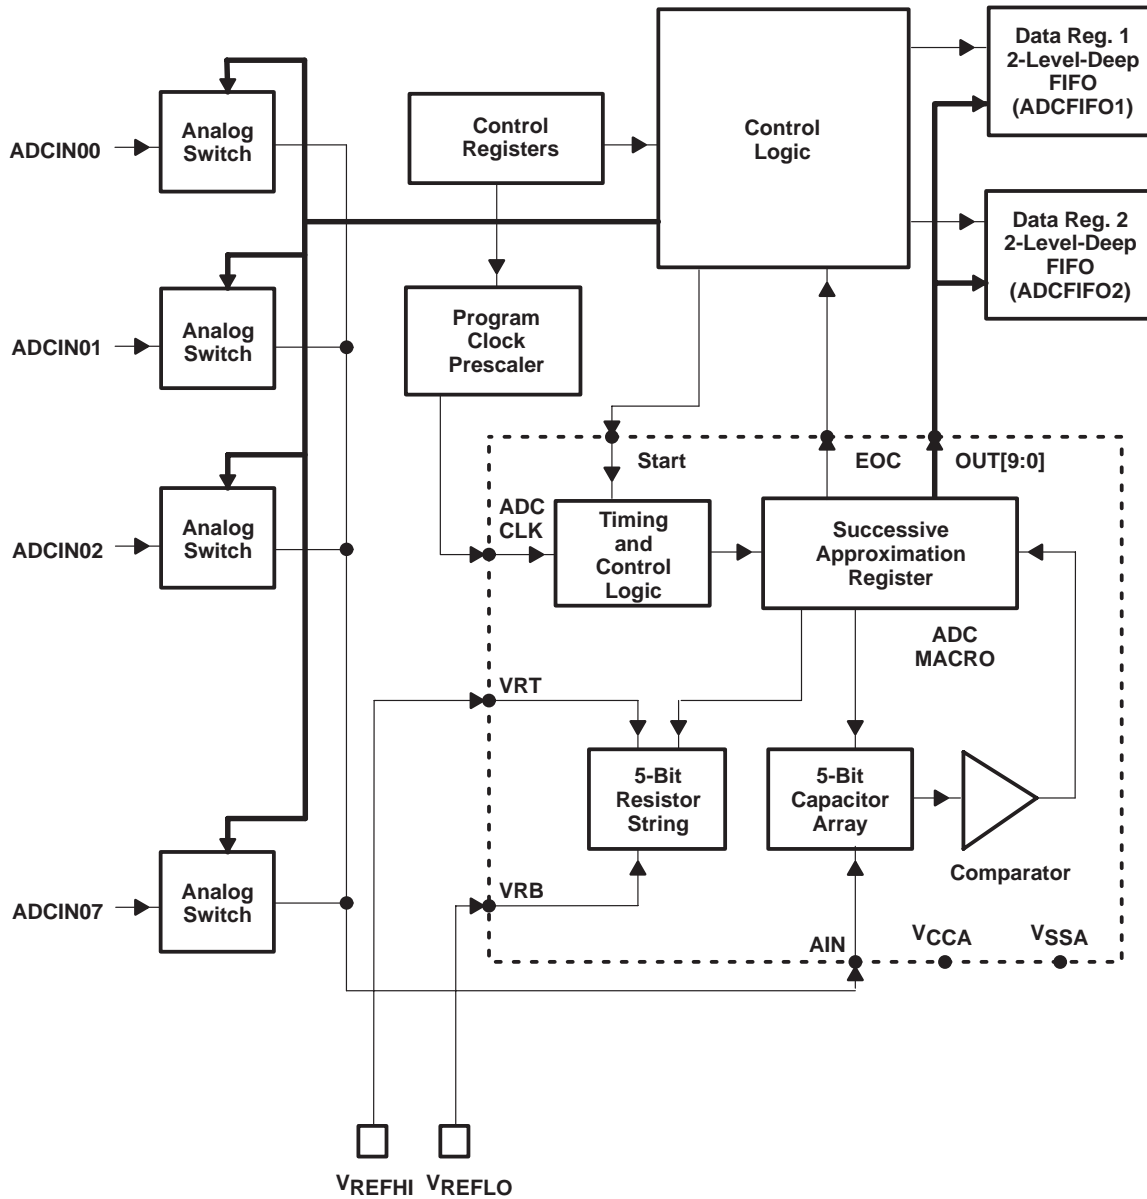 Data Reg. 1
2-Level-Deep
FIFO
(ADCFIFO1)
Analog
Switch
ADCIN00
Control
Registers
Control
Logic
Data Reg. 2
2-Level-Deep
FIFO
(ADCFIFO2)
Analog
Switch
ADCIN01
Program
Clock
Prescaler
Start
EOC
OUT[9:0]
ADC
CLK
Timing
and
Control
Logic
Successive
Approximation
Register
Analog
Switch
ADCIN02
ADC
MACRO
VRT
5-Bit
Resistor
String
5-Bit
Capacitor
Array
Comparator
Analog
Switch
ADCIN07
VRB
AIN
VCCA
VSSA
VREFHI
VREFLO